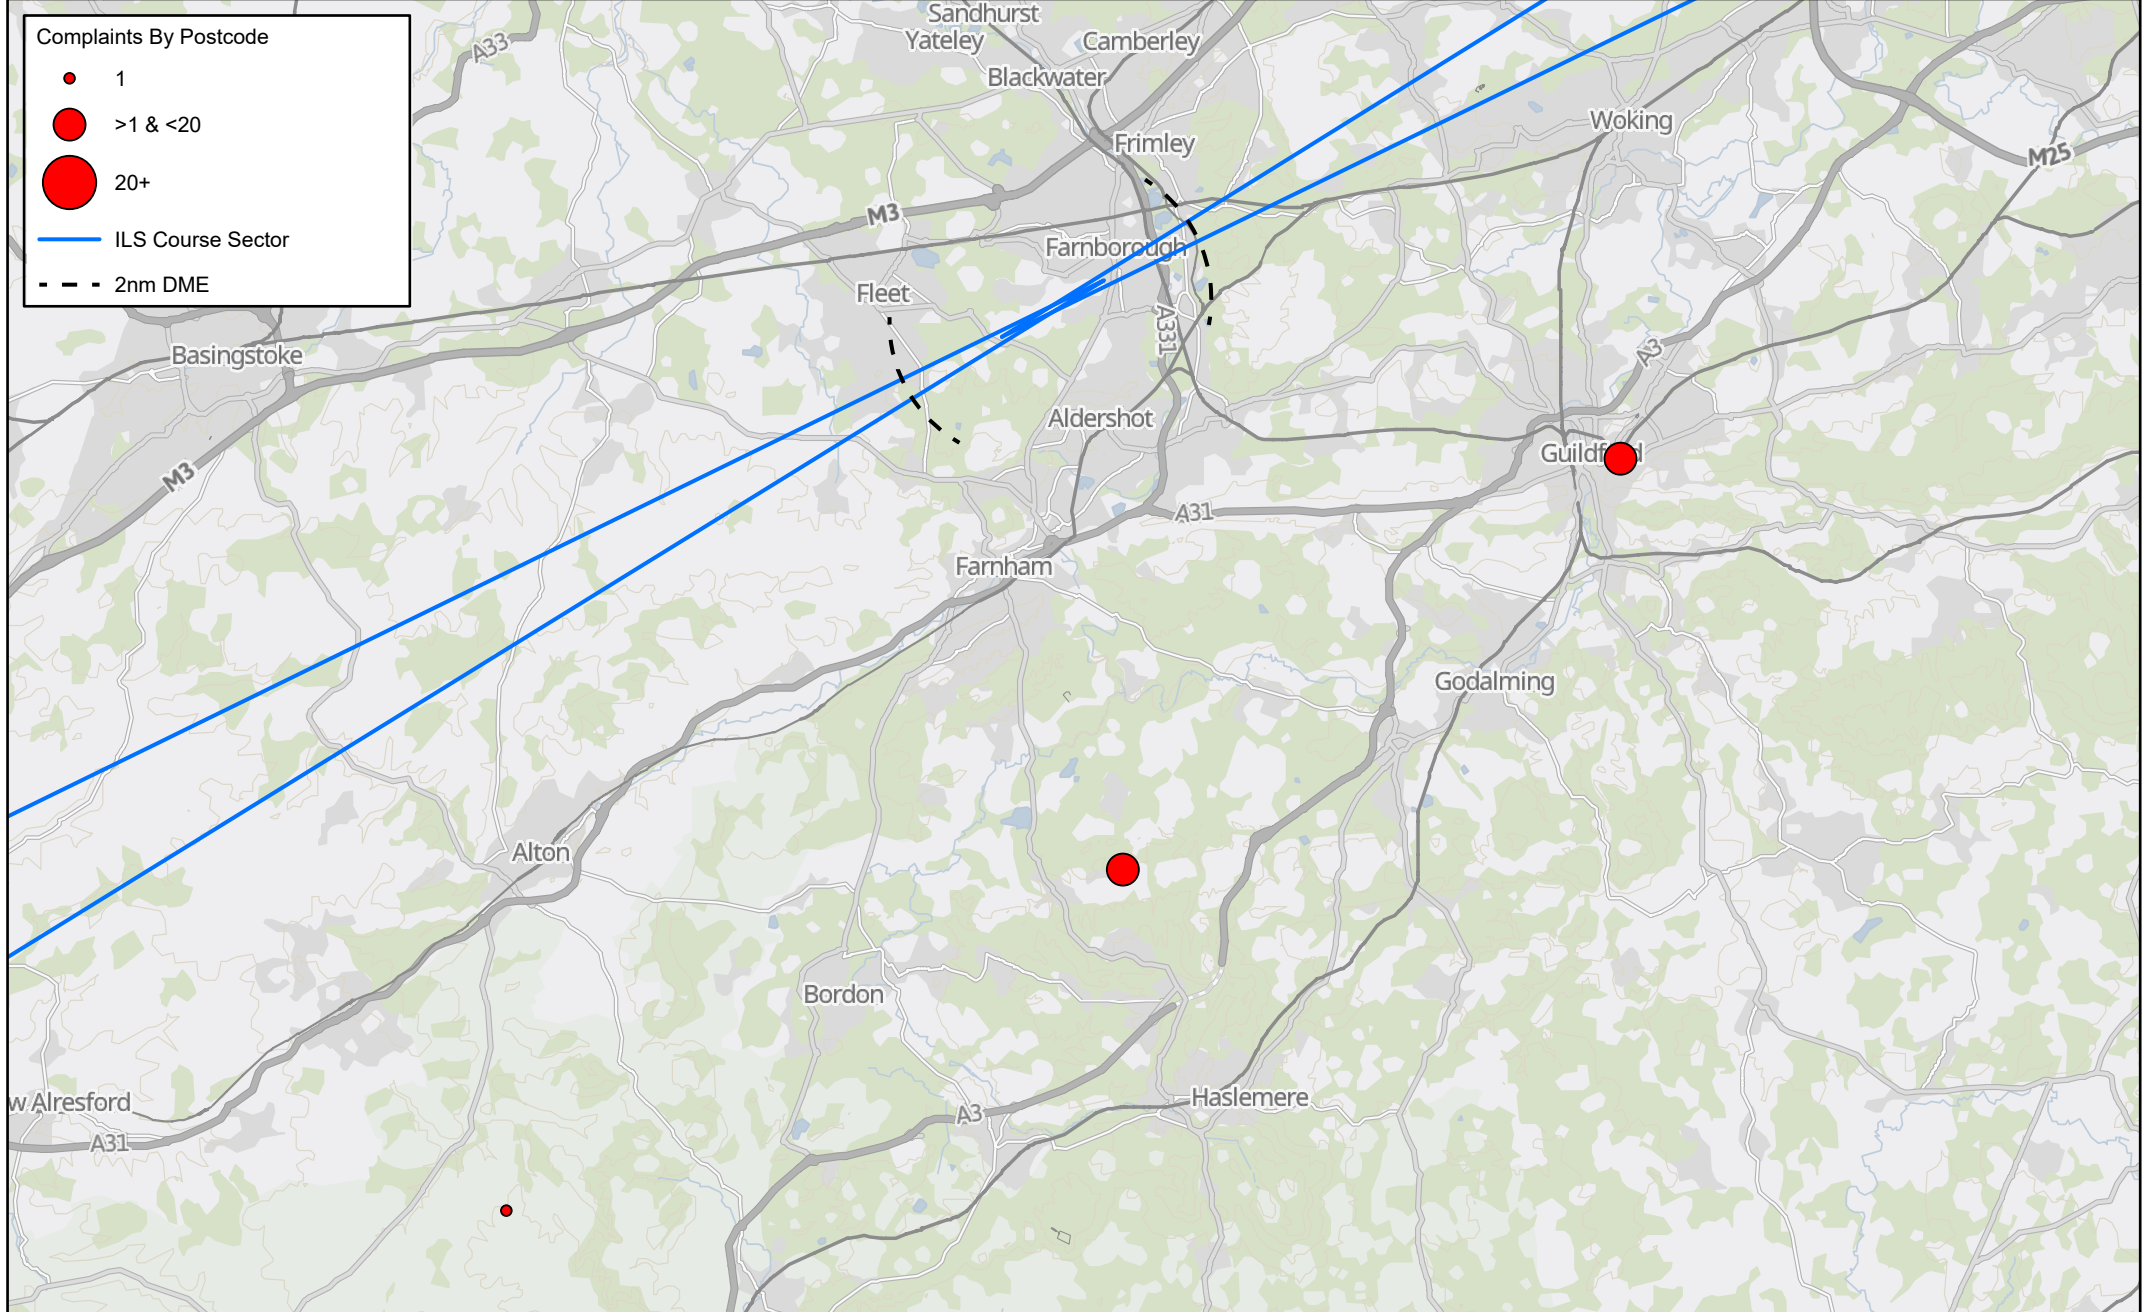 Complaints By Postcode
1
>1 & <20
20+
ILS Course Sector
2nm DME
Sandhurst
Yateley
Camberley
Blackwater
A33
Frimley
Woking
M25
M3
Farnborough
Fleet
A331
Basingstoke
A3
Aldershot
Guildf d
M3
A31
Farnham
Godalming
Alton
Bordon
w Alresford
A31
A3
Haslemere